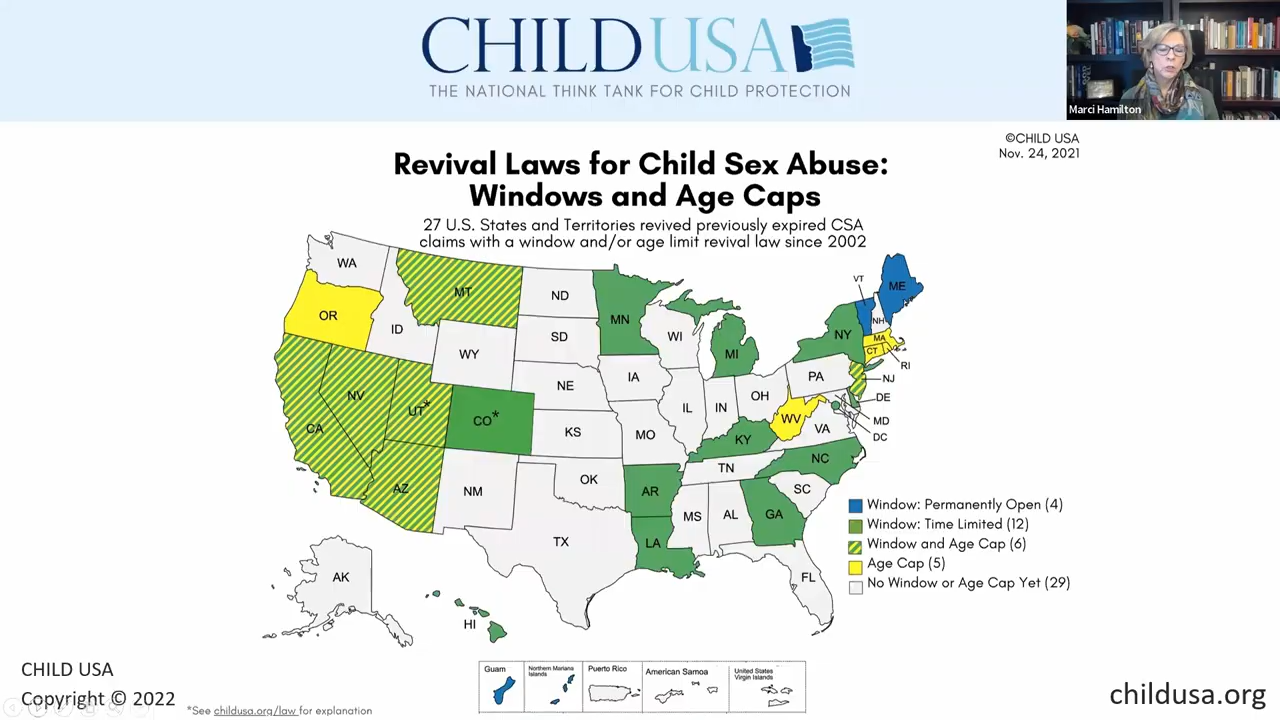 CHILD USA
THE NATIONAL THINK TANK FOR CHILD PROTECTION
Marci Hamilton
©CHILD USA
Nov. 24, 2021
Revival Laws for Child Sex Abuse:
Windows and Age Caps
27 U.S. States and Territories revived previously expired CSA
claims with a window and/or age limit revival law since 2002
WA
OR
ID
MT
WY
NV
UT*
CA
AZ
CO*
NM
ND
SD
NE
KS
OK
TX
MN
IA
MO
AR
LA
WI
IL
IN
MI
OH
KY
TN
MS
AL
GA
FL
SC
NC
VA
WV
PA
NY
VT
NH
ME
MA
CT
RI
NJ
DE
MD
DC
AK
HI
Window: Permanently Open (4)
Window: Time Limited (12)
Window and Age Cap (6)
Age Cap (5)
No Window or Age Cap Yet (29)
Guam
Northern Mariana
Islands
Puerto Rico
American Samoa
United States
Virgin Islands
CHILD USA
Copyright © 2022
*See childusa.org/law for explanation
childusa.org